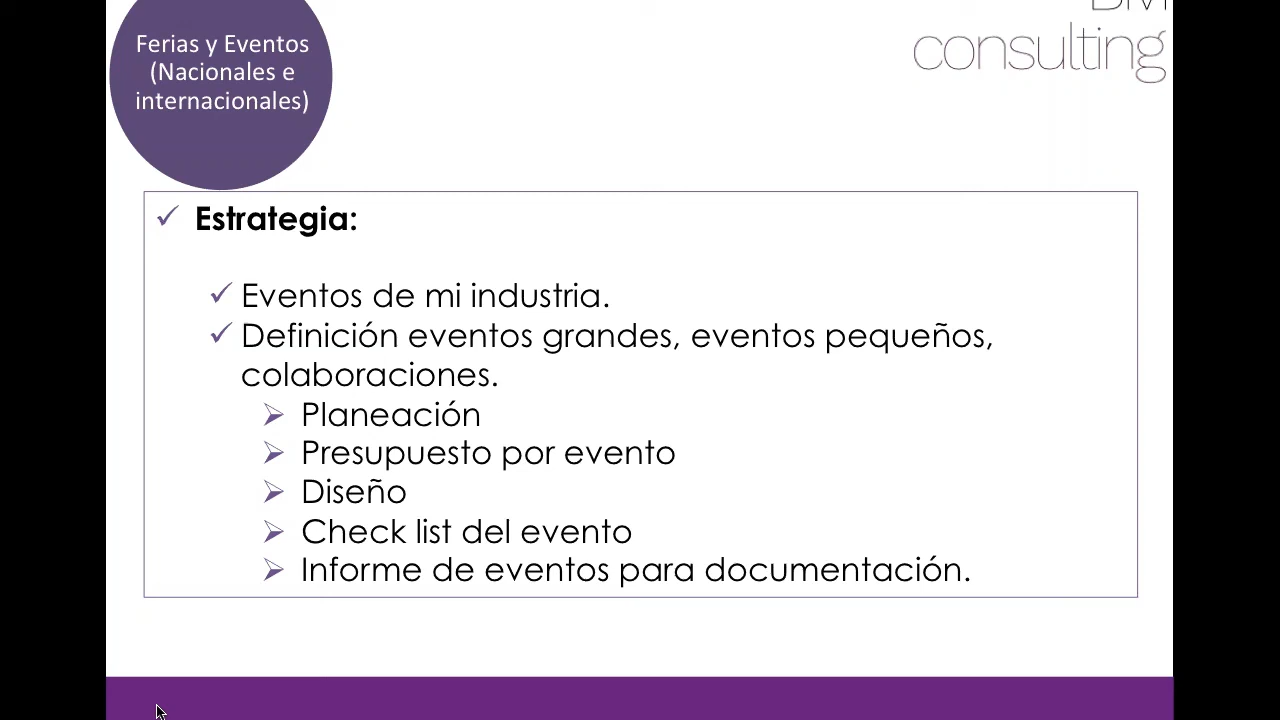 Ferias y Eventos
(Nacionales e
internacionales)
consulting
Estrategia:
Eventos de mi industria.
Definición eventos grandes, eventos pequeños,
colaboraciones.
Planeación
Presupuesto por evento
Diseño
Check list del evento
Informe de eventos para documentación.